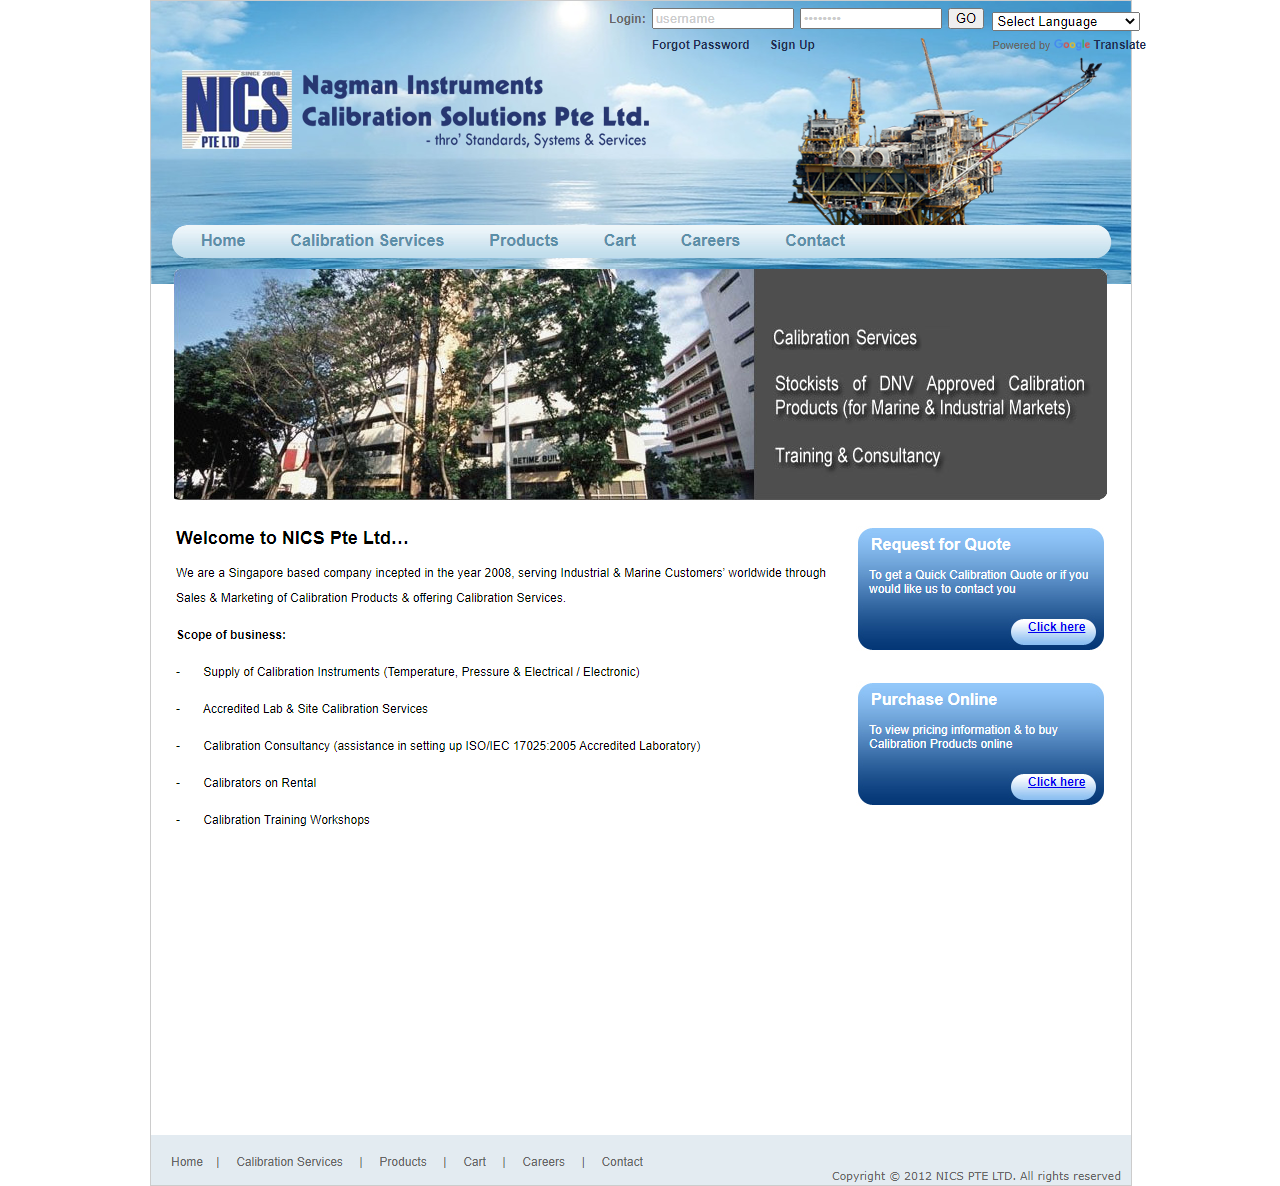 Login: username •••••••• GO Select Language
Forgot Password Sign Up Powered by Google Translate
SINCE 2008
NICS
PTE LTD
Nagman Instruments
Calibration Solutions Pte Ltd.
- thro' Standards, Systems & Services
Home Calibration Services Products Cart Careers Contact
BETIME BUIL
Calibration Services
Stockists of DNV Approved Calibration
Products (for Marine & Industrial Markets)
Training & Consultancy
Welcome to NICS Pte Ltd…
We are a Singapore based company incepted in the year 2008, serving Industrial & Marine Customers’ worldwide through
Sales & Marketing of Calibration Products & offering Calibration Services.
Scope of business:
- Supply of Calibration Instruments (Temperature, Pressure & Electrical / Electronic)
- Accredited Lab & Site Calibration Services
- Calibration Consultancy (assistance in setting up ISO/IEC 17025:2005 Accredited Laboratory)
- Calibrators on Rental
- Calibration Training Workshops
Request for Quote
To get a Quick Calibration Quote or if you
would like us to contact you
Click here
Purchase Online
To view pricing information & to buy
Calibration Products online
Click here
Home | Calibration Services | Products | Cart | Careers | Contact
Copyright © 2012 NICS PTE LTD. All rights reserved